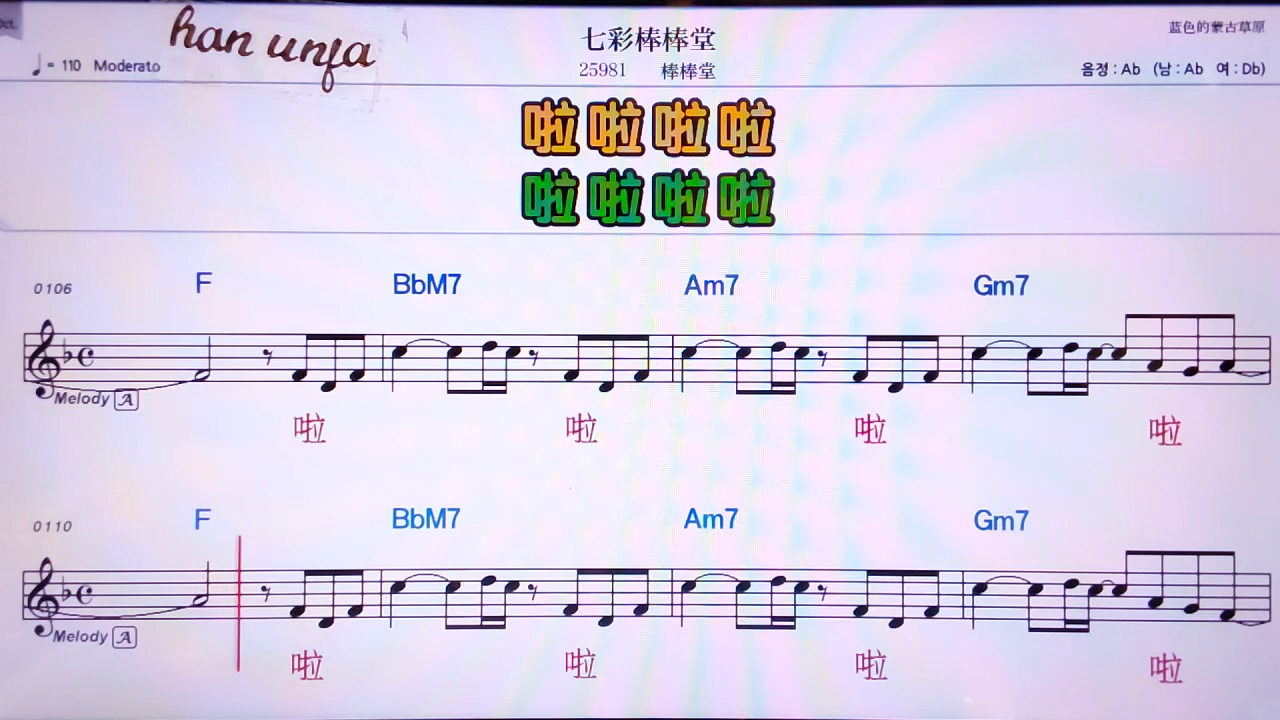 han unfa
七彩棒棒堂
蓝色的蒙古草原
♩= 110 Moderato
25981 棒棒堂
음정 : Ab (남 : Ab 여 : Db)
啦啦啦啦
啦啦啦啦
0106 F BbM7 Am7 Gm7
Melody A
啦 啦 啦 啦
0110 F BbM7 Am7 Gm7
Melody A
啦 啦 啦 啦